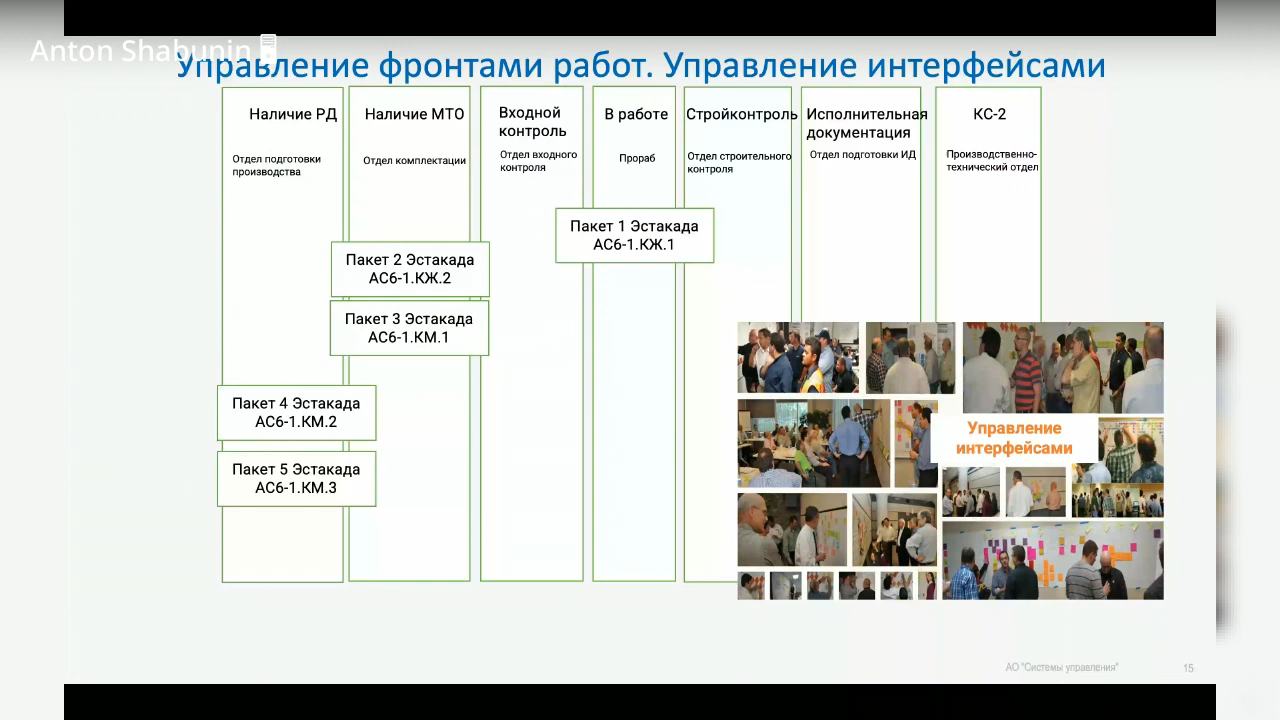 Anton Shabunin
Управление фронтами работ. Управление интерфейсами
Наличие РД
Отдел подготовки
производства
Наличие МТО
Отдел комплектации
Входной
контроль
Отдел входного
контроля
В работе
Прораб
Стройконтроль
Отдел строительного
контроля
Исполнительная
документация
Отдел подготовки ИД
КС-2
Производственно-
технический отдел
Пакет 1 Эстакада
АС6-1.КЖ.1
Пакет 2 Эстакада
АС6-1.КЖ.2
Пакет 3 Эстакада
АС6-1.КМ.1
Пакет 4 Эстакада
АС6-1.КМ.2
Пакет 5 Эстакада
АС6-1.КМ.3
Управление
интерфейсами
АО "Системы управления"
15